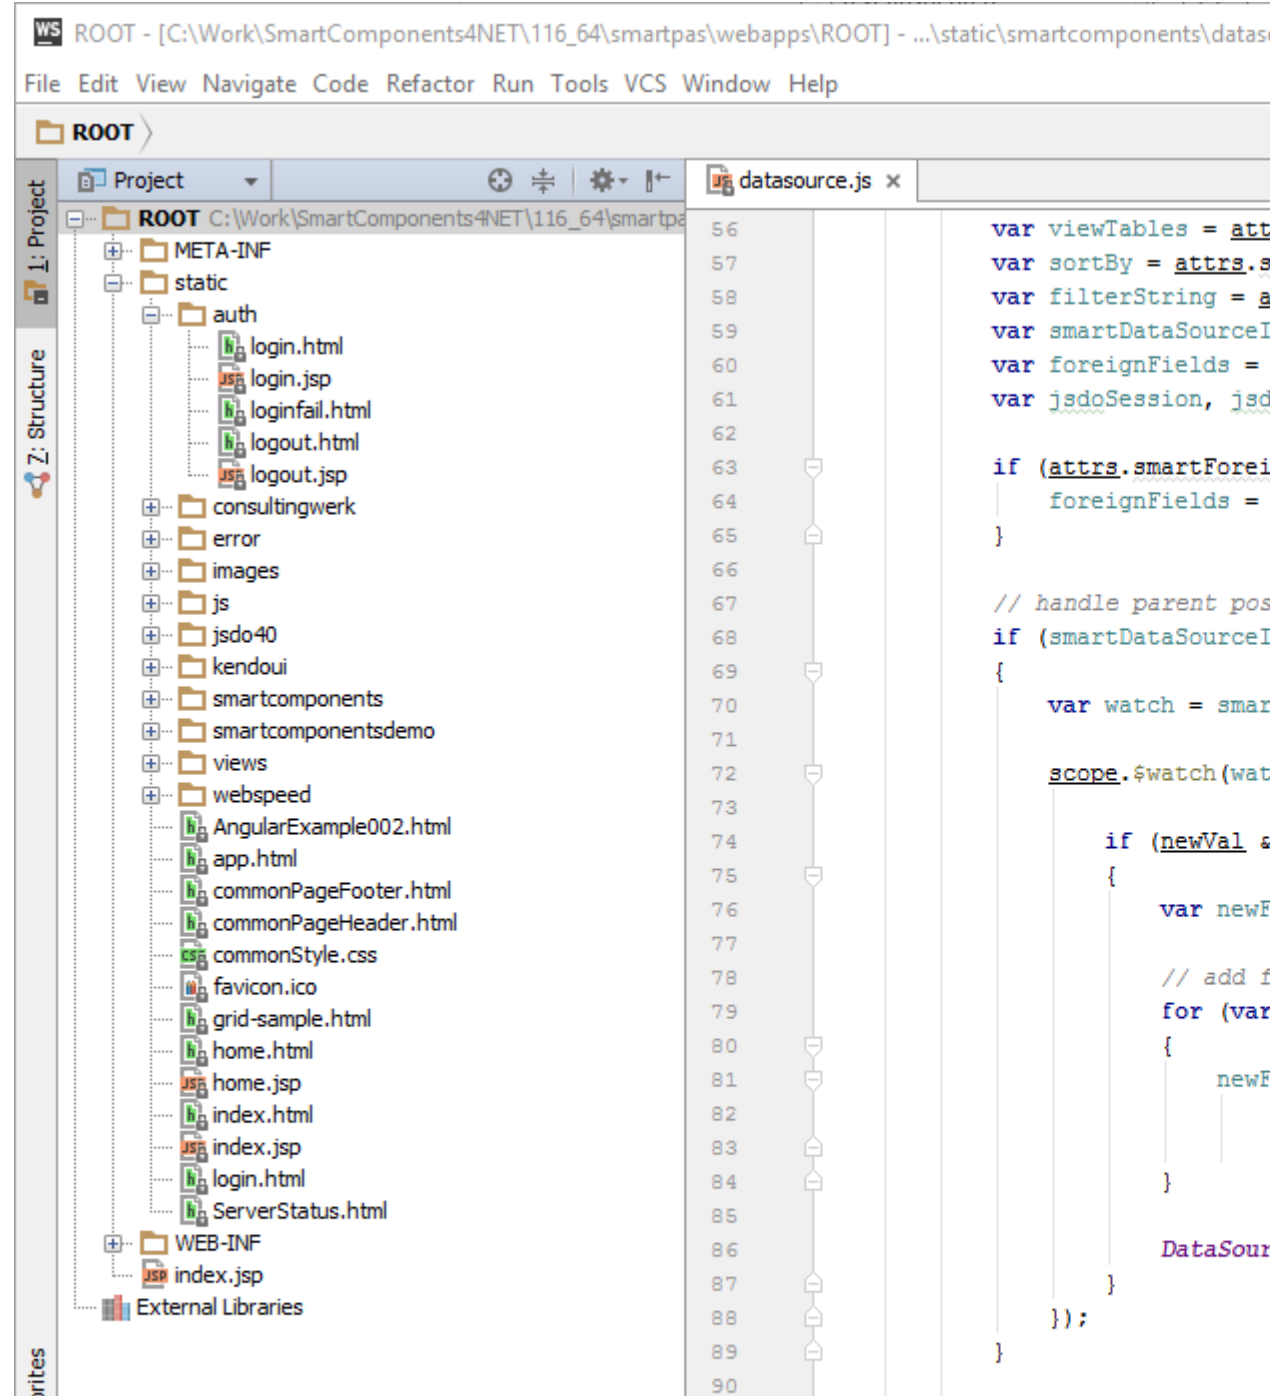 WS ROOT - [C:\Work\SmartComponents4NET\116_64\smartpas\webapps\ROOT] - ...\static\smartcomponents\datas
File Edit View Navigate Code Refactor Run Tools VCS Window Help
ROOT
1: Project
7: Structure
Project
ROOT C:\Work\SmartComponents4NET\116_64\smartpa
META-INF
static
auth
login.html
login.jsp
loginfail.html
logout.html
logout.jsp
consultingwerk
error
images
js
jsdo40
kendoui
smartcomponents
smartcomponentsdemo
views
webspeed
AngularExample002.html
app.html
commonPageFooter.html
commonPageHeader.html
commonStyle.css
favicon.ico
grid-sample.html
home.html
home.jsp
index.html
index.jsp
login.html
ServerStatus.html
WEB-INF
index.jsp
External Libraries
datasource.js
56 var viewTables = att
57 var sortBy = attrs.s
58 var filterString = a
59 var smartDataSourceI
60 var foreignFields =
61 var jsdoSession, jsd
62
63 if (attrs.smartForei
64 foreignFields =
65 }
66
67 // handle parent pos
68 if (smartDataSourceI
69 {
70 var watch = smar
71
72 scope.$watch(wat
73
74 if (newVal &
75 {
76 var newF
77
78 // add f
79 for (var
80 {
81 newF
82
83
84 }
85
86 DataSour
87 }
88 });
89 }
90